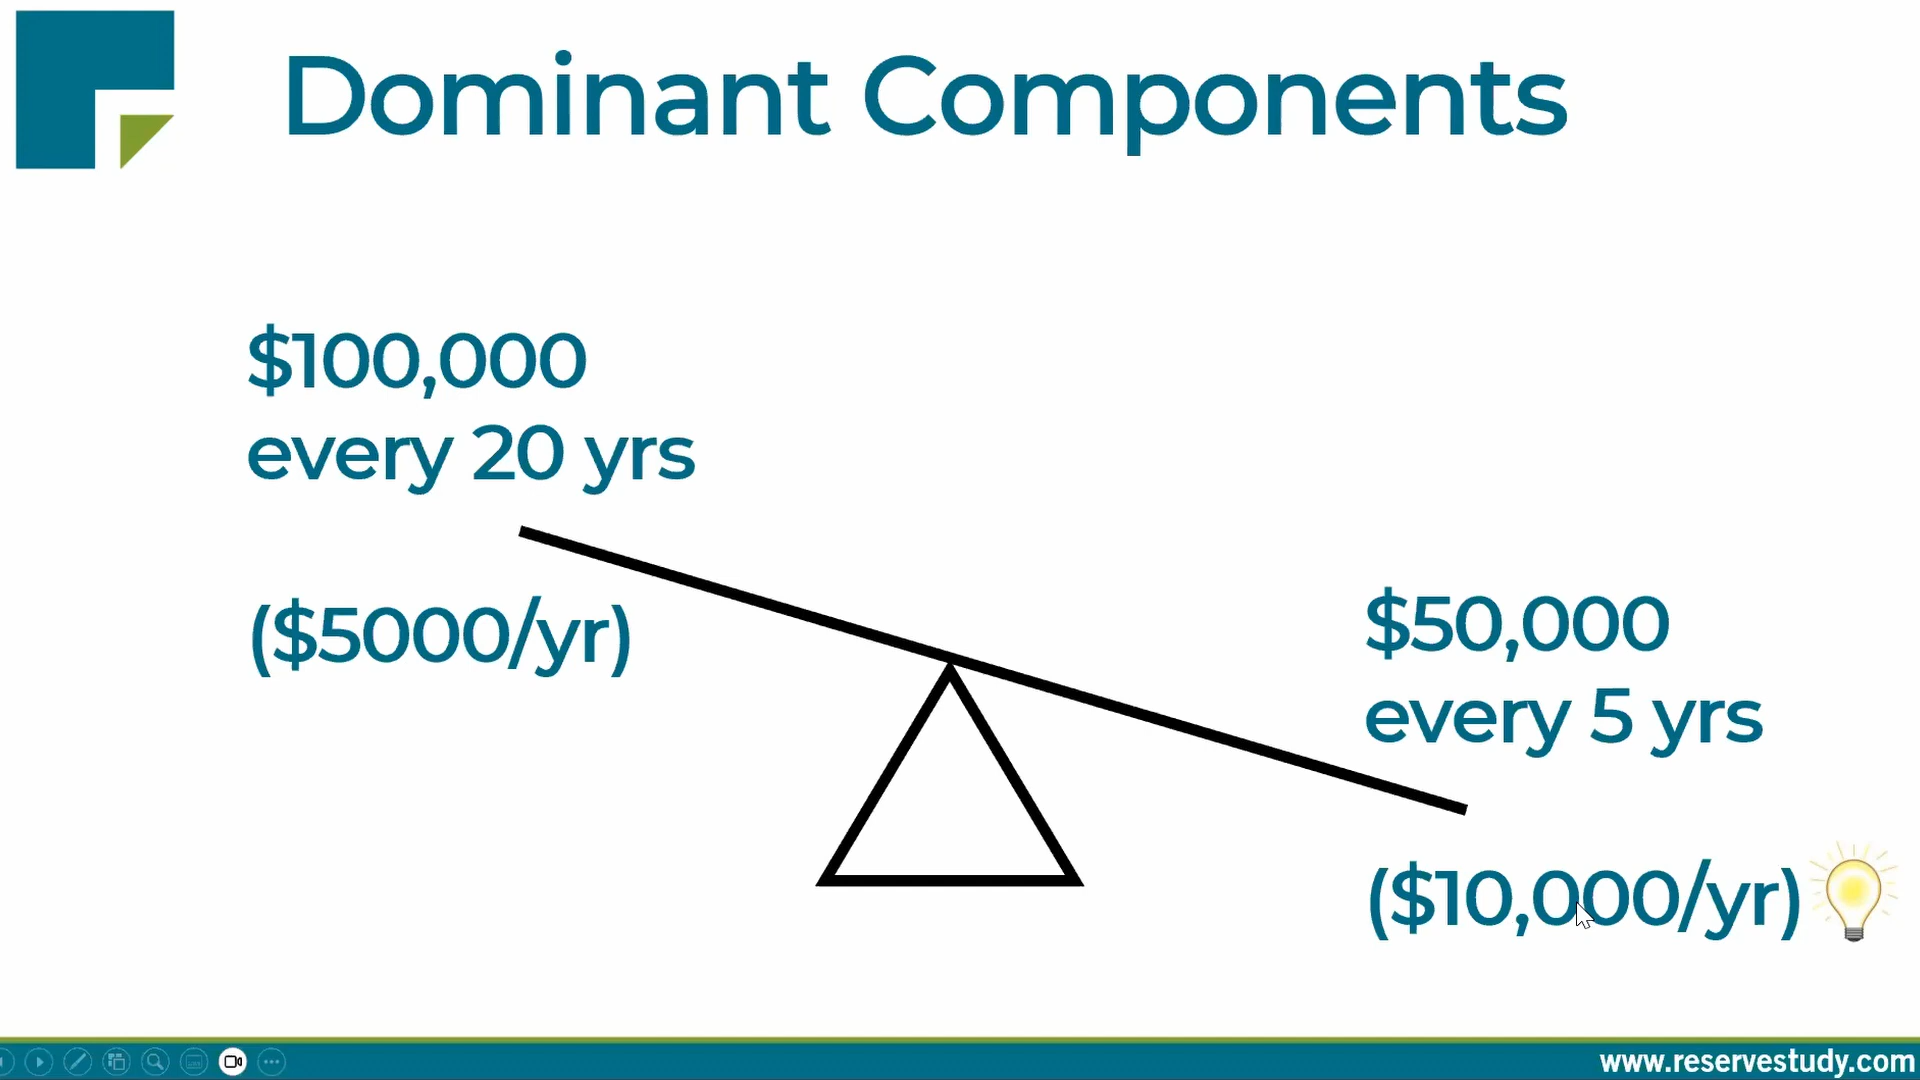 Dominant Components
$100,000
every 20 yrs
($5000/yr)
$50,000
every 5 yrs
($10,000/yr)
www.reservestudy.com